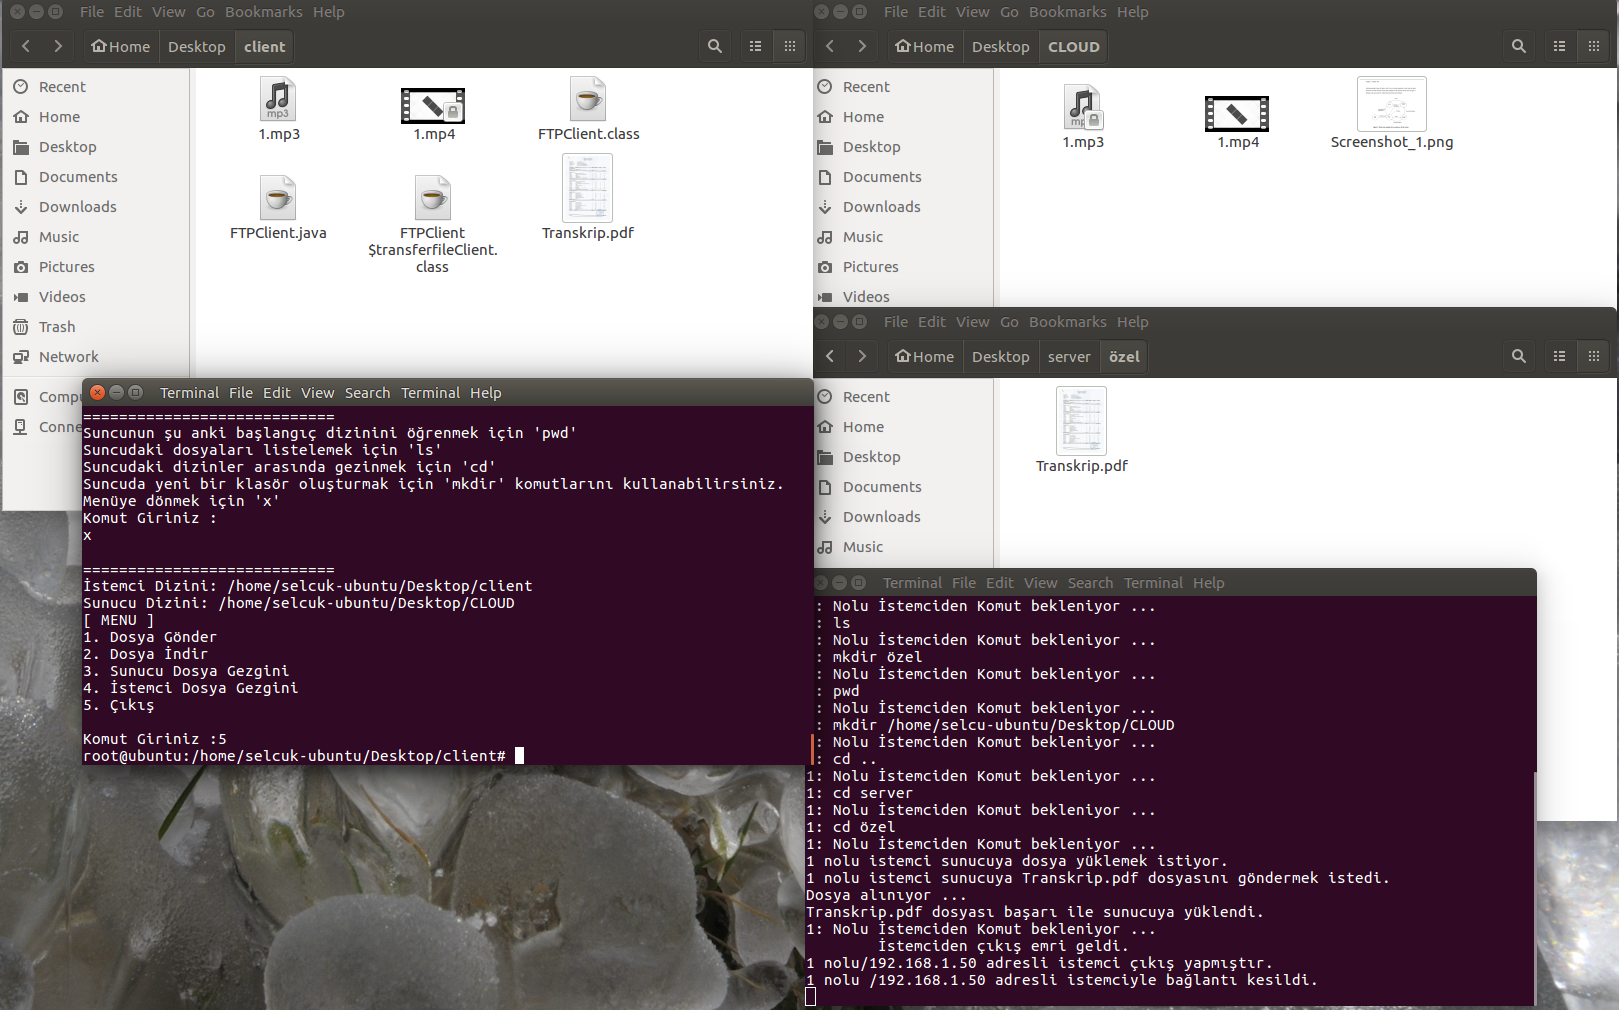 File Edit View Go Bookmarks Help
Home Desktop client
Recent
Home
Desktop
Documents
Downloads
Music
Pictures
Videos
Trash
Network
Compu
Conne
1.mp3
1.mp4
FTPClient.class
FTPClient.java
FTPClient
$transferfileClient.
class
Transkrip.pdf
File Edit View Go Bookmarks Help
Home Desktop CLOUD
Recent
Home
Desktop
Documents
Downloads
Music
Pictures
Videos
1.mp3
1.mp4
Screenshot_1.png
File Edit View Go Bookmarks Help
Home Desktop server özel
Recent
Home
Desktop
Documents
Downloads
Music
Transkrip.pdf
Terminal File Edit View Search Terminal Help
============================
Suncunun şu anki başlangıç dizinini öğrenmek için 'pwd'
Suncudaki dosyaları listelemek için 'ls'
Suncudaki dizinler arasında gezinmek için 'cd'
Suncuda yeni bir klasör oluşturmak için 'mkdir' komutlarını kullanabilirsiniz.
Menüye dönmek için 'x'
Komut Giriniz :
x
============================
İstemci Dizini: /home/selcuk-ubuntu/Desktop/client
Sunucu Dizini: /home/selcuk-ubuntu/Desktop/CLOUD
[ MENU ]
1. Dosya Gönder
2. Dosya İndir
3. Sunucu Dosya Gezgini
4. İstemci Dosya Gezgini
5. Çıkış
Komut Giriniz :5
root@ubuntu:/home/selcuk-ubuntu/Desktop/client#
Terminal File Edit View Search Terminal Help
: Nolu İstemciden Komut bekleniyor ...
: ls
: Nolu İstemciden Komut bekleniyor ...
: mkdir özel
: Nolu İstemciden Komut bekleniyor ...
: pwd
: Nolu İstemciden Komut bekleniyor ...
: mkdir /home/selcu-ubuntu/Desktop/CLOUD
: Nolu İstemciden Komut bekleniyor ...
: cd ..
1: Nolu İstemciden Komut bekleniyor ...
1: cd server
1: Nolu İstemciden Komut bekleniyor ...
1: cd özel
1: Nolu İstemciden Komut bekleniyor ...
1 nolu istemci sunucuya dosya yüklemek istiyor.
1 nolu istemci sunucuya Transkrip.pdf dosyasını göndermek istedi.
Dosya alınıyor ...
Transkrip.pdf dosyası başarı ile sunucuya yüklendi.
1: Nolu İstemciden Komut bekleniyor ...
İstemciden çıkış emri geldi.
1 nolu/192.168.1.50 adresli istemci çıkış yapmıştır.
1 nolu /192.168.1.50 adresli istemciyle bağlantı kesildi.